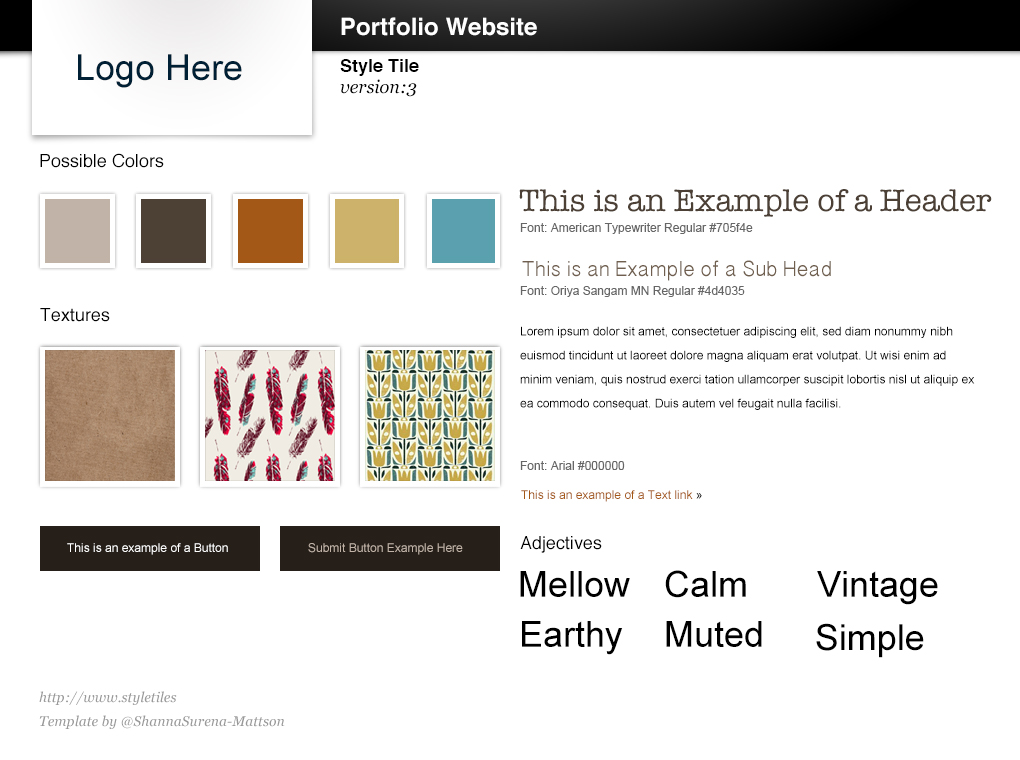 Portfolio Website
Logo Here
Style Tile
version:3
Possible Colors
This is an Example of a Header
Font: American Typewriter Regular #705f4e
This is an Example of a Sub Head
Font: Oriya Sangam MN Regular #4d4035
Textures
Lorem ipsum dolor sit amet, consectetuer adipiscing elit, sed diam nonummy nibh
euismod tincidunt ut laoreet dolore magna aliquam erat volutpat. Ut wisi enim ad
minim veniam, quis nostrud exerci tation ullamcorper suscipit lobortis nisl ut aliquip ex
ea commodo consequat. Duis autem vel feugait nulla facilisi.
Font: Arial #000000
This is an example of a Text link »
This is an example of a Button
Submit Button Example Here
Adjectives
Mellow Calm Vintage
Earthy Muted Simple
http://www.styletiles
Template by @ShannaSurena-Mattson